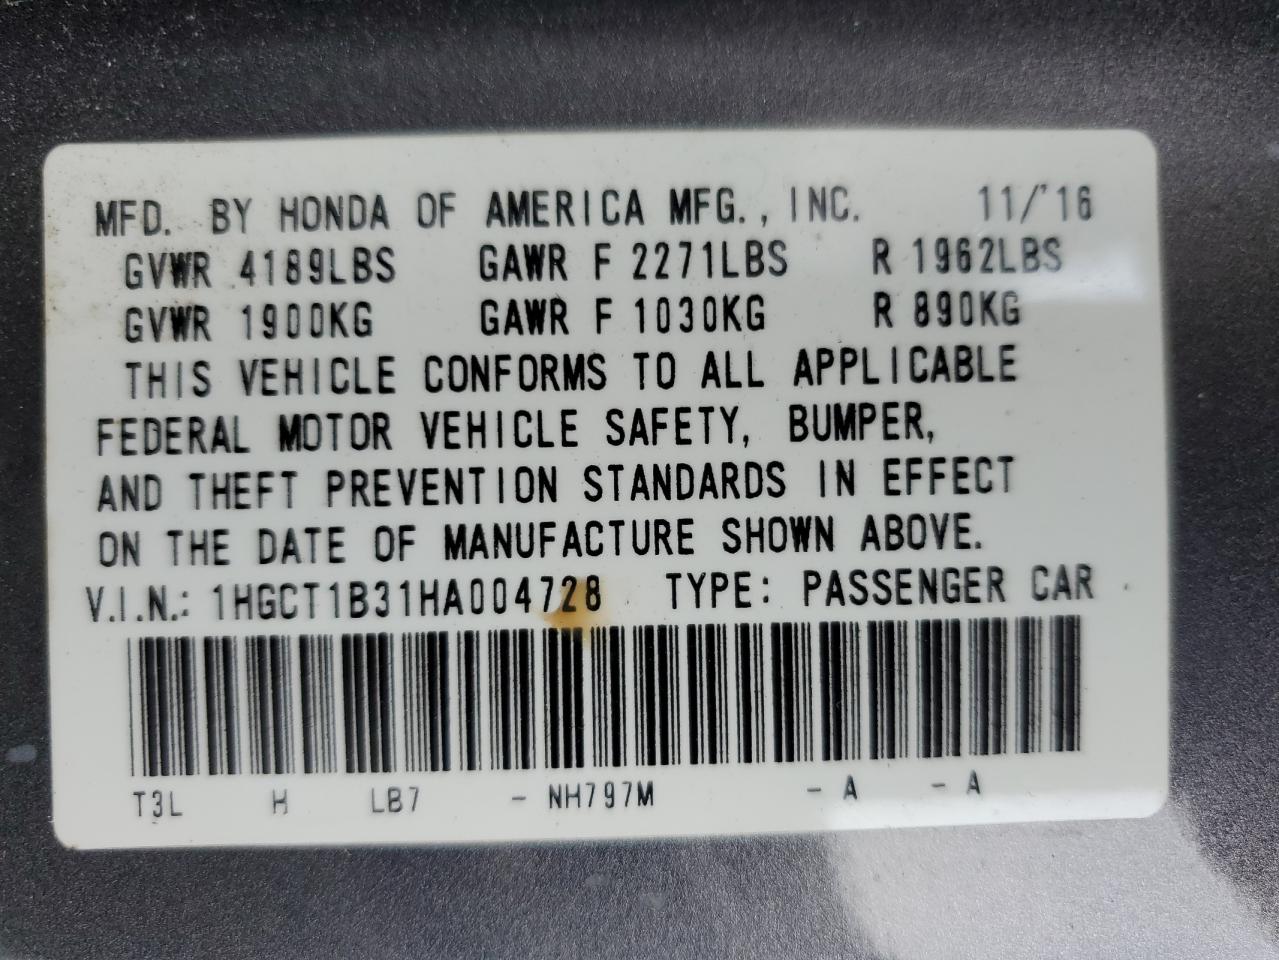 MFD. BY HONDA OF AMERICA MFG., INC. 11/'16
GVWR 4189LBS GAWR F 2271LBS R 1962LBS
GVWR 1900KG GAWR F 1030KG R 890KG
THIS VEHICLE CONFORMS TO ALL APPLICABLE
FEDERAL MOTOR VEHICLE SAFETY, BUMPER,
AND THEFT PREVENTION STANDARDS IN EFFECT
ON THE DATE OF MANUFACTURE SHOWN ABOVE.
V.I.N.: 1HGCT1B31HA004728 TYPE: PASSENGER CAR
T3L H LB7 - NH797M - A - A